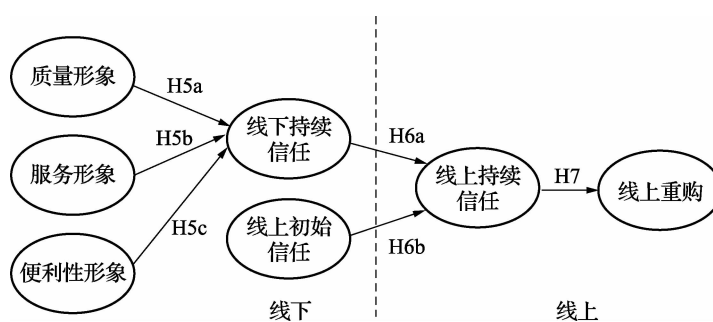 质量形象
服务形象
便利性形象
H5a
H5b
H5c
线下持续
信任
线上初始
信任
H6a
H6b
线上持续
信任
H7
线上重购
线下
线上